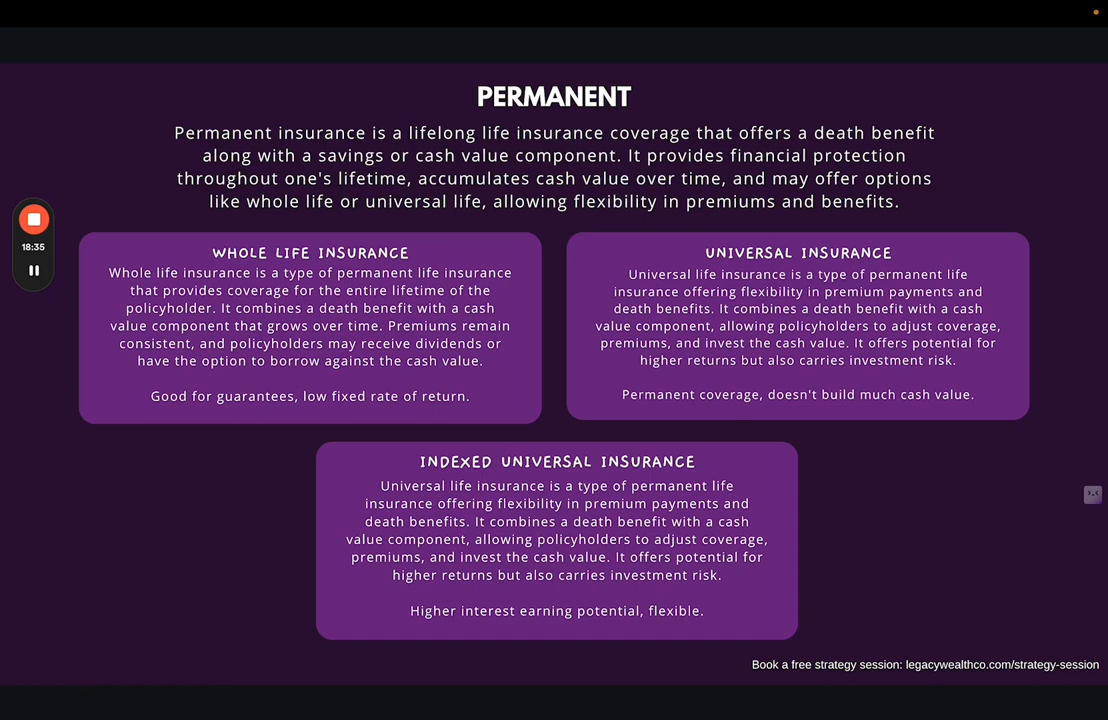 PERMANENT
Permanent insurance is a lifelong life insurance coverage that offers a death benefit
along with a savings or cash value component. It provides financial protection
throughout one's lifetime, accumulates cash value over time, and may offer options
like whole life or universal life, allowing flexibility in premiums and benefits.
18:35
WHOLE LIFE INSURANCE
Whole life insurance is a type of permanent life insurance
that provides coverage for the entire lifetime of the
policyholder. It combines a death benefit with a cash
value component that grows over time. Premiums remain
consistent, and policyholders may receive dividends or
have the option to borrow against the cash value.
Good for guarantees, low fixed rate of return.
UNIVERSAL INSURANCE
Universal life insurance is a type of permanent life
insurance offering flexibility in premium payments and
death benefits. It combines a death benefit with a cash
value component, allowing policyholders to adjust coverage,
premiums, and invest the cash value. It offers potential for
higher returns but also carries investment risk.
Permanent coverage, doesn't build much cash value.
INDEXED UNIVERSAL INSURANCE
Universal life insurance is a type of permanent life
insurance offering flexibility in premium payments and
death benefits. It combines a death benefit with a cash
value component, allowing policyholders to adjust coverage,
premiums, and invest the cash value. It offers potential for
higher returns but also carries investment risk.
Higher interest earning potential, flexible.
Book a free strategy session: legacywealthco.com/strategy-session